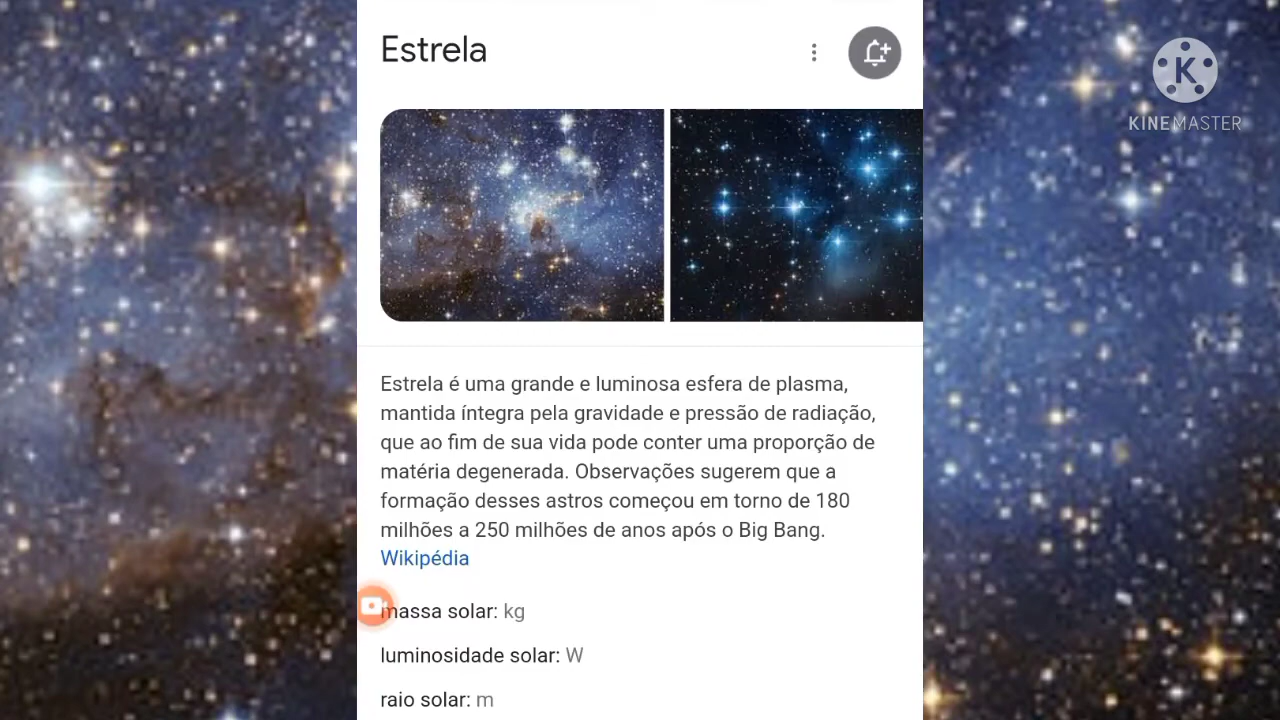 Estrela
K
KINEMASTER
Estrela é uma grande e luminosa esfera de plasma,
mantida íntegra pela gravidade e pressão de radiação,
que ao fim de sua vida pode conter uma proporção de
matéria degenerada. Observações sugerem que a
formação desses astros começou em torno de 180
milhões a 250 milhões de anos após o Big Bang.
Wikipédia
massa solar: kg
luminosidade solar: W
raio solar: m